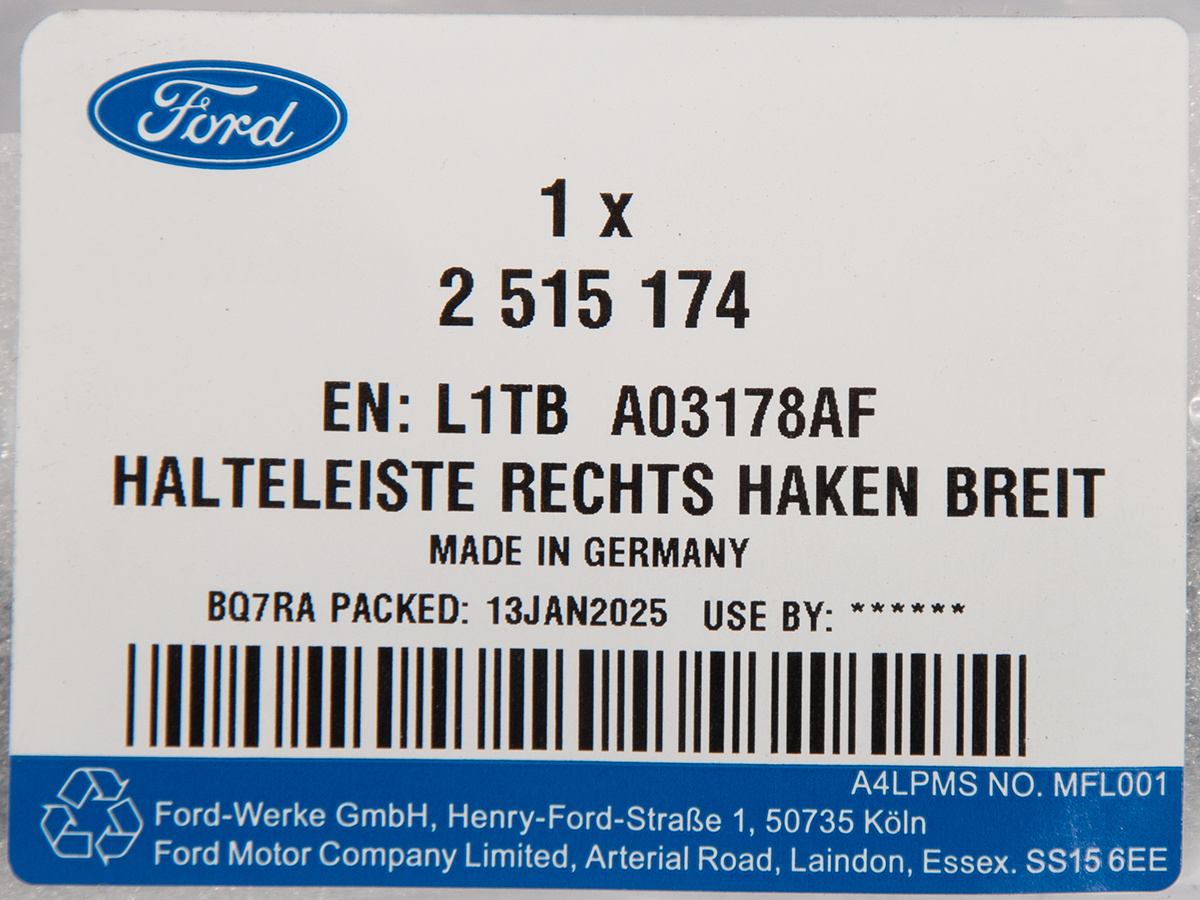 Ford
1 x
2 515 174
EN: L1TB A03178AF
HALTELEISTE RECHTS HAKEN BREIT
MADE IN GERMANY
BQ7RA PACKED: 13JAN2025 USE BY: ******
A4LPMS NO. MFL001
Ford-Werke GmbH, Henry-Ford-Straße 1, 50735 Köln
Ford Motor Company Limited, Arterial Road, Laindon, Essex. SS15 6EE